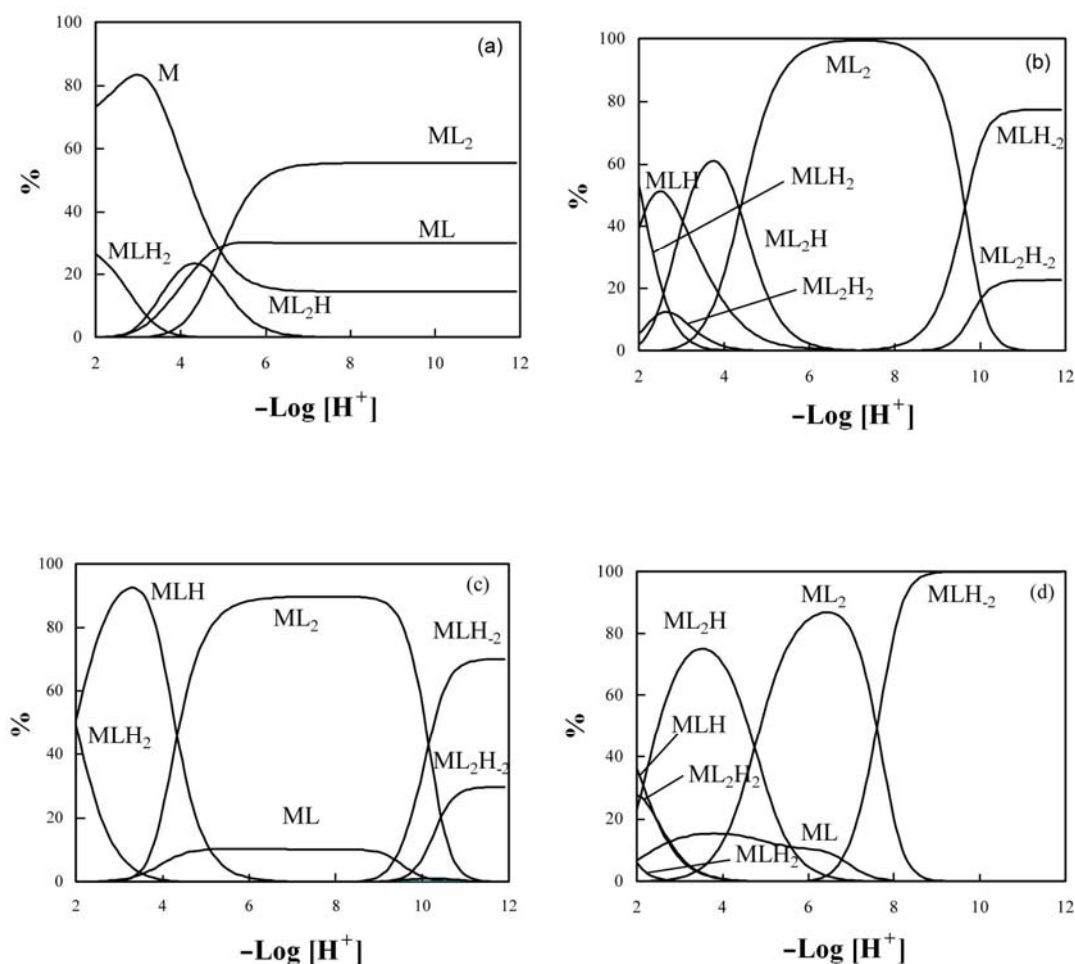 (a)
100
80
60
40
20
0
%
M
MLH₂
ML₂
ML
ML₂H
2 4 6 8 10 12
–Log [H⁺]
(b)
100
80
60
40
20
0
%
ML₂
MLH
MLH₂
MLH₋₂
ML₂H
ML₂H₂
ML₂H₋₂
2 4 6 8 10 12
–Log [H⁺]
(c)
100
80
60
40
20
0
%
MLH
ML₂
MLH₋₂
MLH₂
ML₂H₋₂
ML
2 4 6 8 10 12
–Log [H⁺]
(d)
100
80
60
40
20
0
%
ML₂
MLH₋₂
ML₂H
MLH
ML₂H₂
ML
MLH₂
2 4 6 8 10 12
–Log [H⁺]